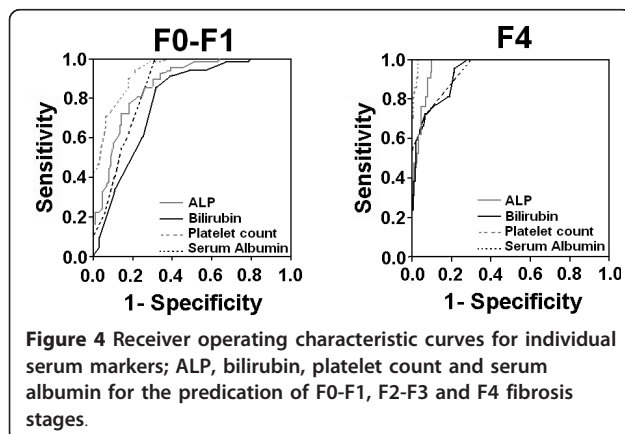 F0-F1
Sensitivity
1.0
0.8
0.6
0.4
0.2
0.0
0.0 0.2 0.4 0.6 0.8 1.0
1- Specificity
ALP
Bilirubin
Platelet count
Serum Albumin
F4
Sensitivity
1.0
0.8
0.6
0.4
0.2
0.0
0.0 0.2 0.4 0.6 0.8 1.0
1- Specificity
ALP
Bilirubin
Platelet count
Serum Albumin
Figure 4 Receiver operating characteristic curves for individual
serum markers; ALP, bilirubin, platelet count and serum
albumin for the predication of F0-F1, F2-F3 and F4 fibrosis
stages.